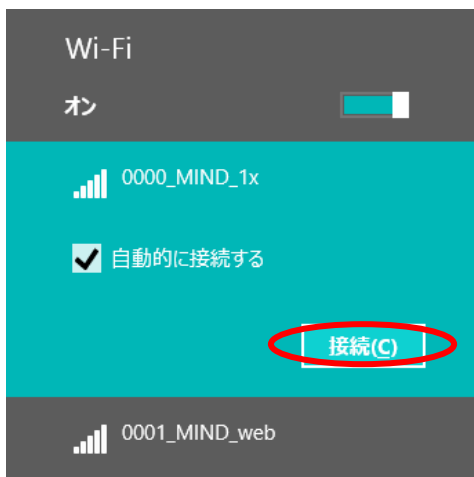 Wi-Fi
オン
0000_MIND_1x
自動的に接続する
接続(C)
0001_MIND_web